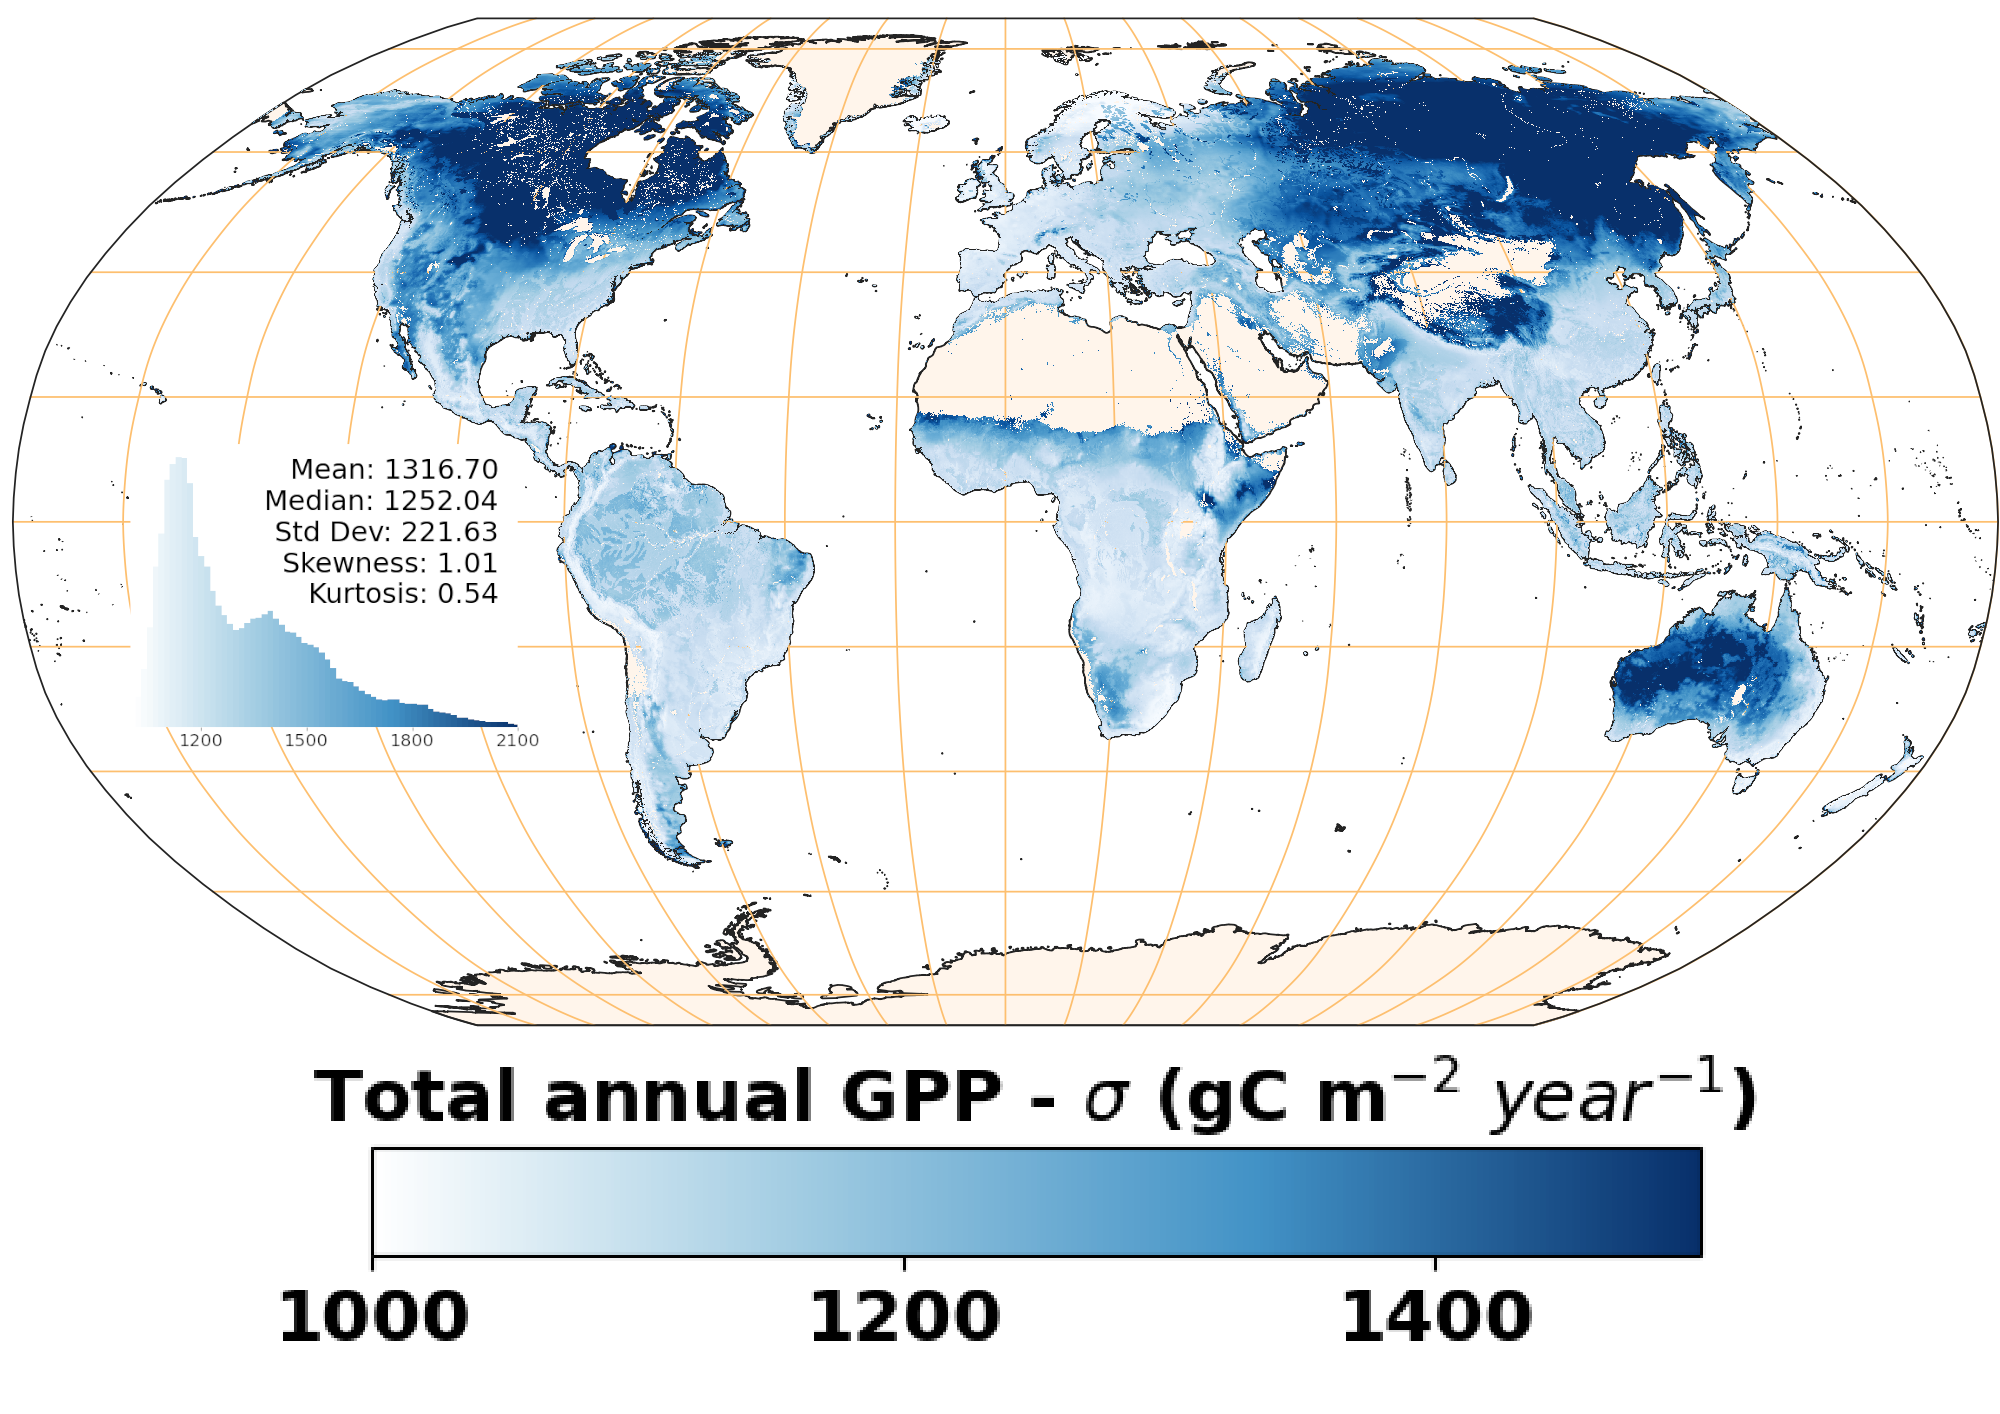 Mean: 1316.70
Median: 1252.04
Std Dev: 221.63
Skewness: 1.01
Kurtosis: 0.54
1200 1500 1800 2100
Total annual GPP - σ (gC m⁻² year⁻¹)
1000 1200 1400